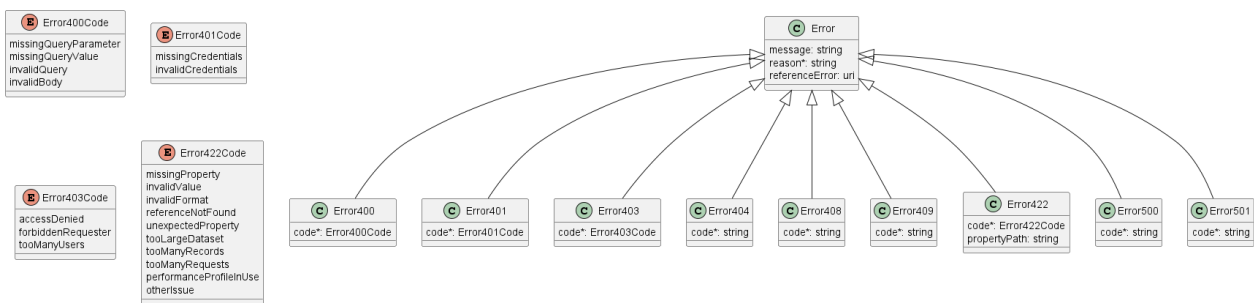 E Error400Code
missingQueryParameter
missingQueryValue
invalidQuery
invalidBody
E Error401Code
missingCredentials
invalidCredentials
C Error
message: string
reason*: string
referenceError: uri
E Error403Code
accessDenied
forbiddenRequester
tooManyUsers
E Error422Code
missingProperty
invalidValue
invalidFormat
referenceNotFound
unexpectedProperty
tooLargeDataset
tooManyRecords
tooManyRequests
performanceProfileInUse
otherIssue
C Error400
code*: Error400Code
C Error401
code*: Error401Code
C Error403
code*: Error403Code
C Error404
code*: string
C Error408
code*: string
C Error409
code*: string
C Error422
code*: Error422Code
propertyPath: string
C Error500
code*: string
C Error501
code*: string